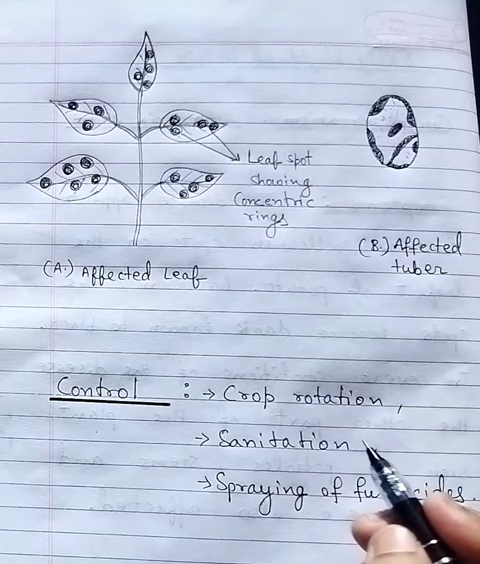 Leaf spot
showing
Concentric
rings
(A.) Affected Leaf
(B.) Affected
tuber
Control : → Crop rotation,
→ Sanitation
→ Spraying of